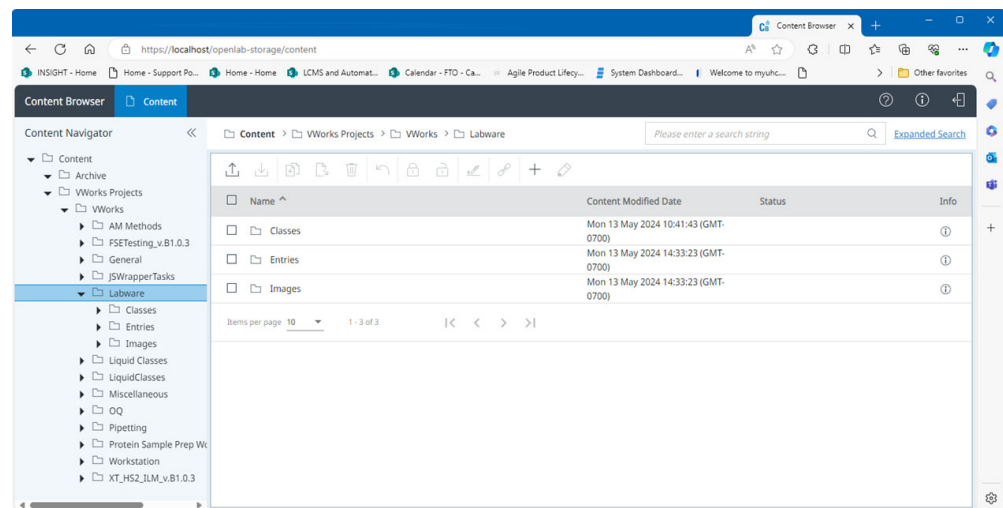 Content Browser
https://localhost/openlab-storage/content
INSIGHT - Home
Home - Support Po...
Home - Home
LCMS and Automat...
Calendar - FTO - Ca...
Agile Product Lifecy...
System Dashboard...
Welcome to myuhc...
Other favorites
Content Browser
Content
Content Navigator
Content > VWorks Projects > VWorks > Labware
Please enter a search string
Expanded Search
Content
Archive
VWorks Projects
VWorks
AM Methods
FSETesting_v.B1.0.3
General
JSWrapperTasks
Labware
Classes
Entries
Images
Liquid Classes
LiquidClasses
Miscellaneous
OQ
Pipetting
Protein Sample Prep Wo
Workstation
XT_HS2_ILM_v.B1.0.3
Name Content Modified Date Status Info
Classes Mon 13 May 2024 10:41:43 (GMT-
0700)
Entries Mon 13 May 2024 14:33:23 (GMT-
0700)
Images Mon 13 May 2024 14:33:23 (GMT-
0700)
Items per page 10 1 - 3 of 3